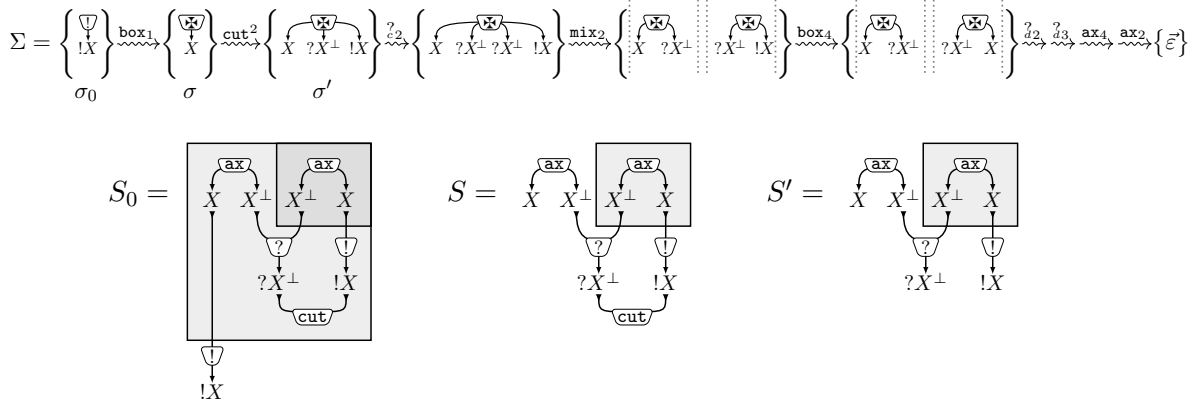 Σ = { ! !X } box₁ { ✠ X } cut² { ✠ X ?X⊥ !X } ?c₂ { ✠ X ?X⊥ ?X⊥ !X } mix₂ { ✠ X ?X⊥ ✠ ?X⊥ !X } box₄ { ✠ X ?X⊥ ✠ ?X⊥ X } ?d₂ ?d₃ ax₄ ax₂ {ε⃗}
σ₀ σ σ′
ax ax ax ax ax ax
S₀ = X X⊥ X⊥ X S = X X⊥ X⊥ X S′ = X X⊥ X⊥ X
? ! ? ! ? !
?X⊥ !X ?X⊥ !X ?X⊥ !X
cut cut
!
!X